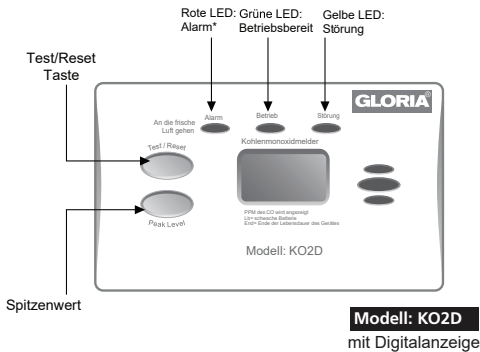 Rote LED:
Alarm*
Grüne LED:
Betriebsbereit
Gelbe LED:
Störung
Test/Reset
Taste
GLORIA®
An die frische
Luft gehen
Alarm
Betrieb
Störung
Test / Reset
Kohlenmonoxidmelder
Peak Level
PPM des CO wird angezeigt
Lb= schwache Batterie
End= Ende der Lebensdauer des Gerätes
Modell: KO2D
Spitzenwert
Modell: KO2D
mit Digitalanzeige